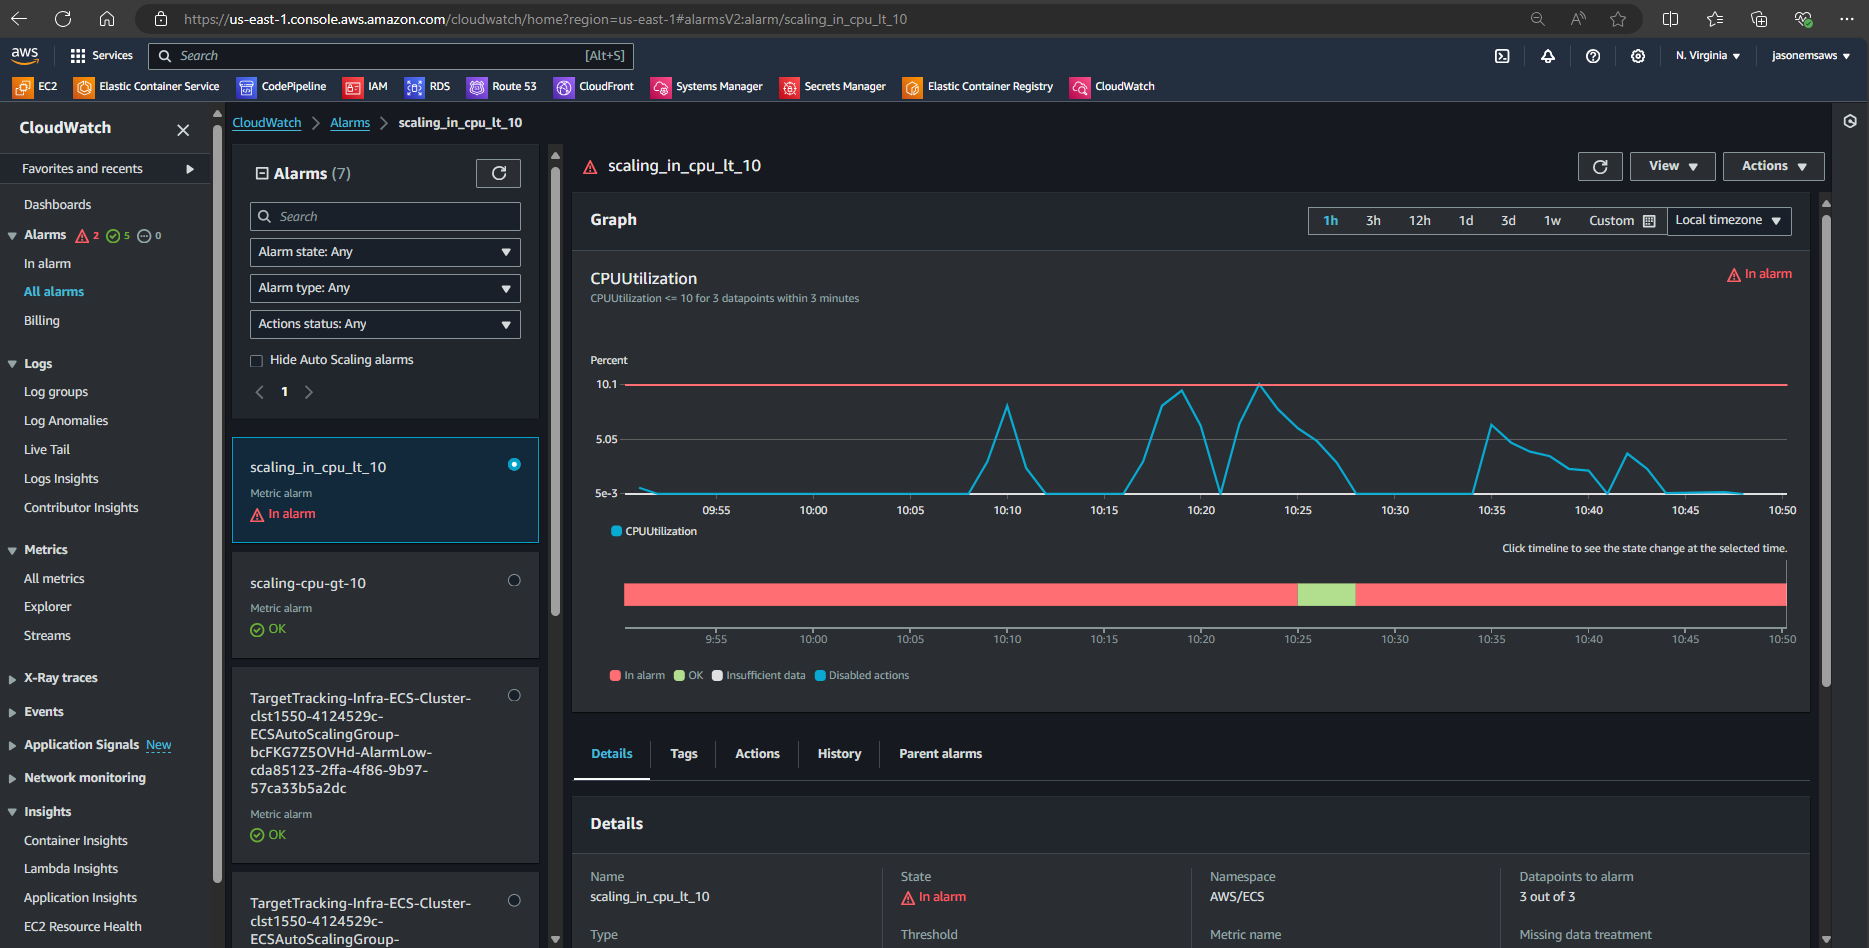 https://us-east-1.console.aws.amazon.com/cloudwatch/home?region=us-east-1#alarmsV2:alarm/scaling_in_cpu_lt_10
aws
Services
Search
[Alt+S]
N. Virginia
jasonemsaws
EC2
Elastic Container Service
CodePipeline
IAM
RDS
Route 53
CloudFront
Systems Manager
Secrets Manager
Elastic Container Registry
CloudWatch
CloudWatch
Favorites and recents
Dashboards
Alarms 2 5 0
In alarm
All alarms
Billing
Logs
Log groups
Log Anomalies
Live Tail
Logs Insights
Contributor Insights
Metrics
All metrics
Explorer
Streams
X-Ray traces
Events
Application Signals New
Network monitoring
Insights
Container Insights
Lambda Insights
Application Insights
EC2 Resource Health
CloudWatch
Alarms
scaling_in_cpu_lt_10
Alarms (7)
Search
Alarm state: Any
Alarm type: Any
Actions status: Any
Hide Auto Scaling alarms
1
scaling_in_cpu_lt_10
Metric alarm
In alarm
scaling-cpu-gt-10
Metric alarm
OK
TargetTracking-Infra-ECS-Cluster-
clst1550-4124529c-
ECSAutoScalingGroup-
bcFKG7Z5OVHd-AlarmLow-
cda85123-2ffa-4f86-9b97-
57ca33b5a2dc
Metric alarm
OK
TargetTracking-Infra-ECS-Cluster-
clst1550-4124529c-
ECSAutoScalingGroup-
scaling_in_cpu_lt_10
View
Actions
Graph
1h 3h 12h 1d 3d 1w Custom
Local timezone
CPUUtilization
In alarm
CPUUtilization <= 10 for 3 datapoints within 3 minutes
Percent
10.1
5.05
5e-3
09:55 10:00 10:05 10:10 10:15 10:20 10:25 10:30 10:35 10:40 10:45 10:50
CPUUtilization
Click timeline to see the state change at the selected time.
9:55 10:00 10:05 10:10 10:15 10:20 10:25 10:30 10:35 10:40 10:45 10:50
In alarm OK Insufficient data Disabled actions
Details
Tags
Actions
History
Parent alarms
Details
Name
scaling_in_cpu_lt_10
State
In alarm
Namespace
AWS/ECS
Datapoints to alarm
3 out of 3
Type
Threshold
Metric name
Missing data treatment